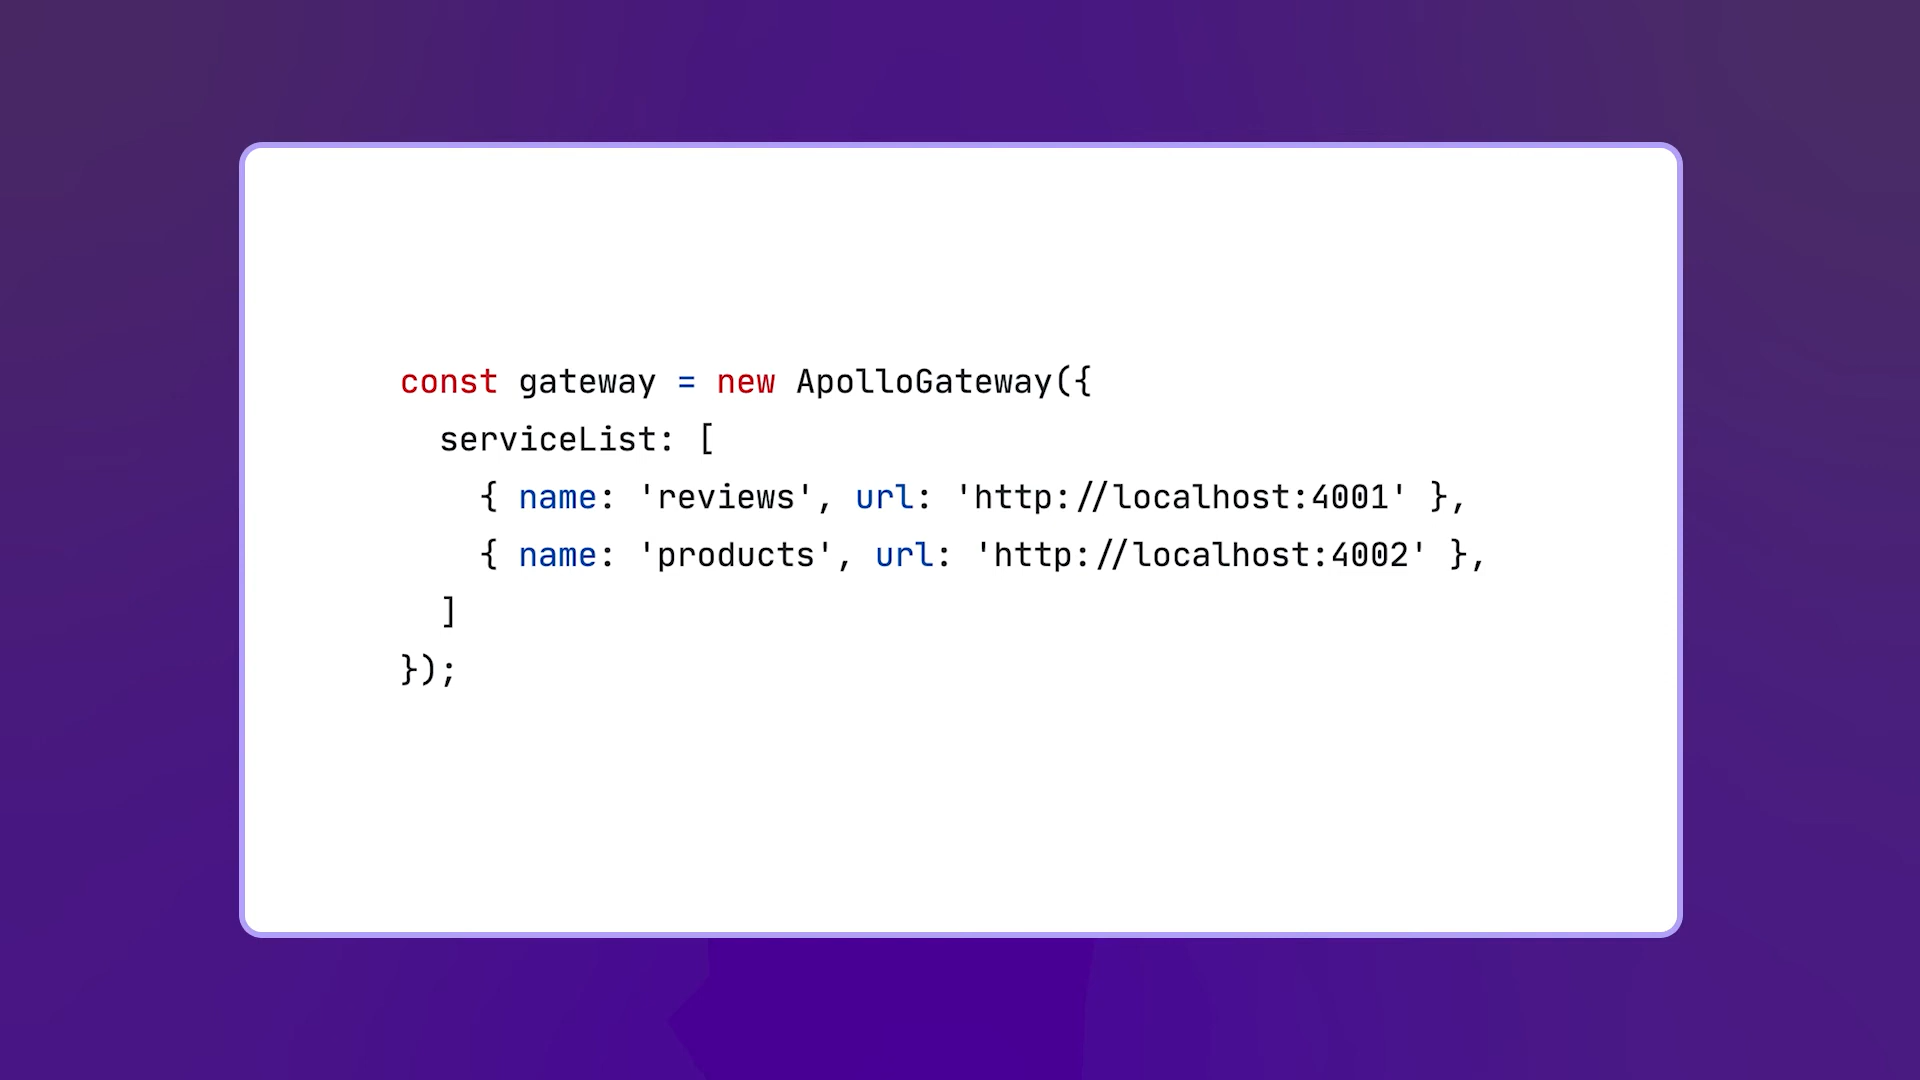 const gateway = new ApolloGateway({
  serviceList: [
    { name: 'reviews', url: 'http://localhost:4001' },
    { name: 'products', url: 'http://localhost:4002' },
  ]
});